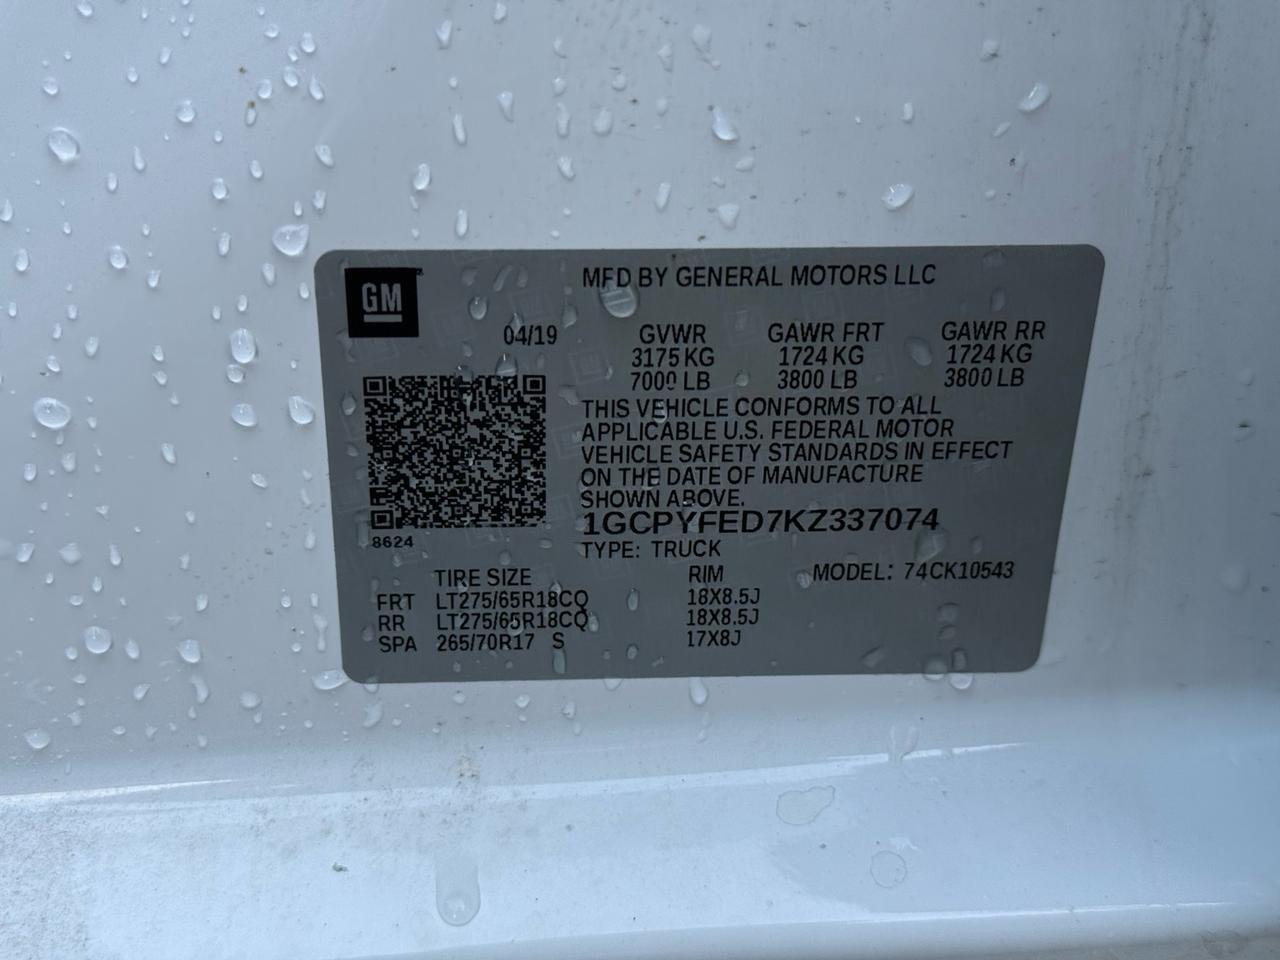 GM
MFD BY GENERAL MOTORS LLC
04/19 GVWR GAWR FRT GAWR RR
3175 KG 1724 KG 1724 KG
7000 LB 3800 LB 3800 LB
THIS VEHICLE CONFORMS TO ALL
APPLICABLE U.S. FEDERAL MOTOR
VEHICLE SAFETY STANDARDS IN EFFECT
ON THE DATE OF MANUFACTURE
SHOWN ABOVE.
1GCPYFED7KZ337074
8624
TYPE: TRUCK
TIRE SIZE RIM MODEL: 74CK10543
FRT LT275/65R18CQ 18X8.5J
RR LT275/65R18CQ 18X8.5J
SPA 265/70R17 S 17X8J